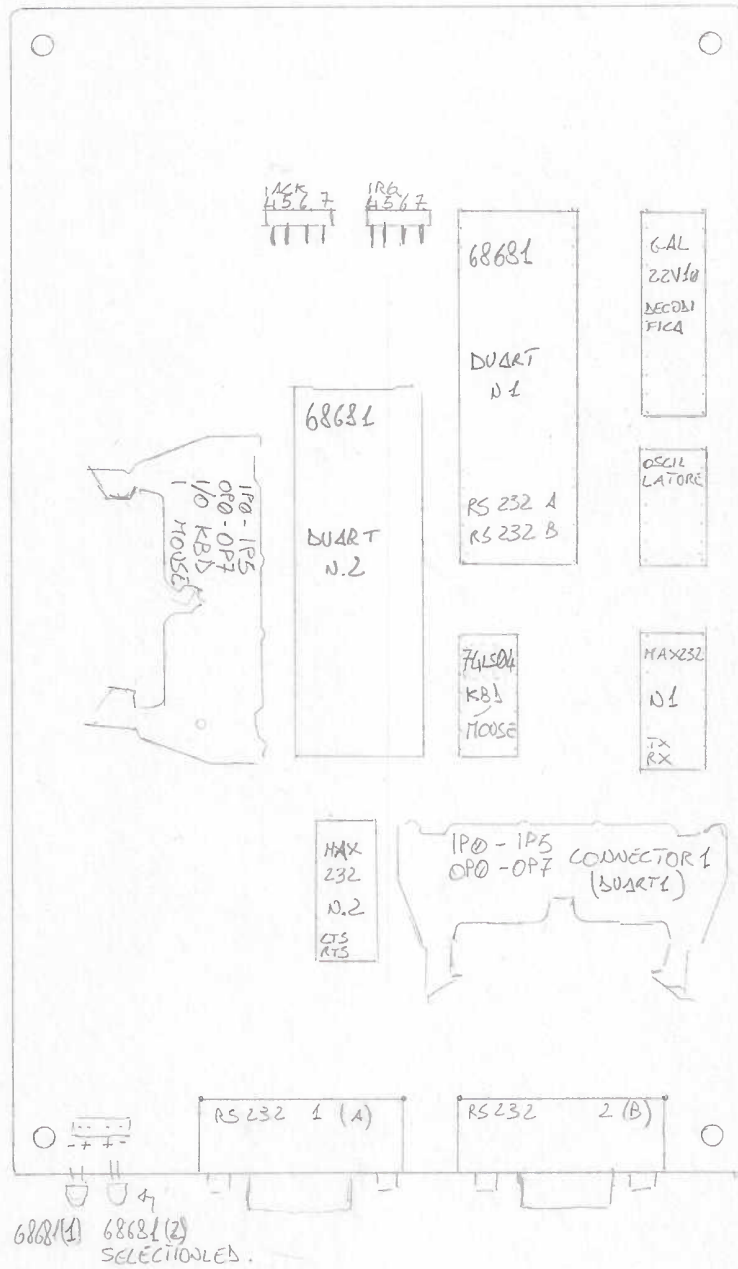 IACK
4 5 6 7
IRQ
4 5 6 7
68681
DUART
N1
RS 232 A
RS 232 B
GAL
22V10
DECODI
FICA
OSCIL
LATORE
68681
DUART
N.2
IP0 - IP5
OP0 - OP7
I/O KBD
MOUSE
74LS04
KBD
MOUSE
MAX232
N1
TX
RX
MAX
232
N.2
CTS
RTS
IP0 - IP5
OP0 - OP7
CONNECTOR 1
(DUART1)
RS 232 1 (A)
RS 232 2 (B)
- + + -
68681(1) 68681(2)
SELECTION LED.